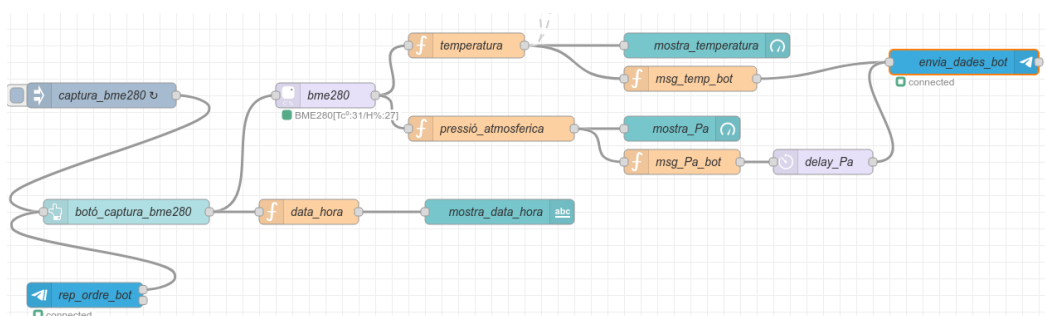 temperatura
mostra_temperatura
envia_dades_bot
connected
msg_temp_bot
captura_bme280 ↻
bme280
BME280[Tc⁰:31/H%:27]
pressió_atmosferica
mostra_Pa
msg_Pa_bot
delay_Pa
botó_captura_bme280
data_hora
mostra_data_hora
abc
rep_ordre_bot
connected